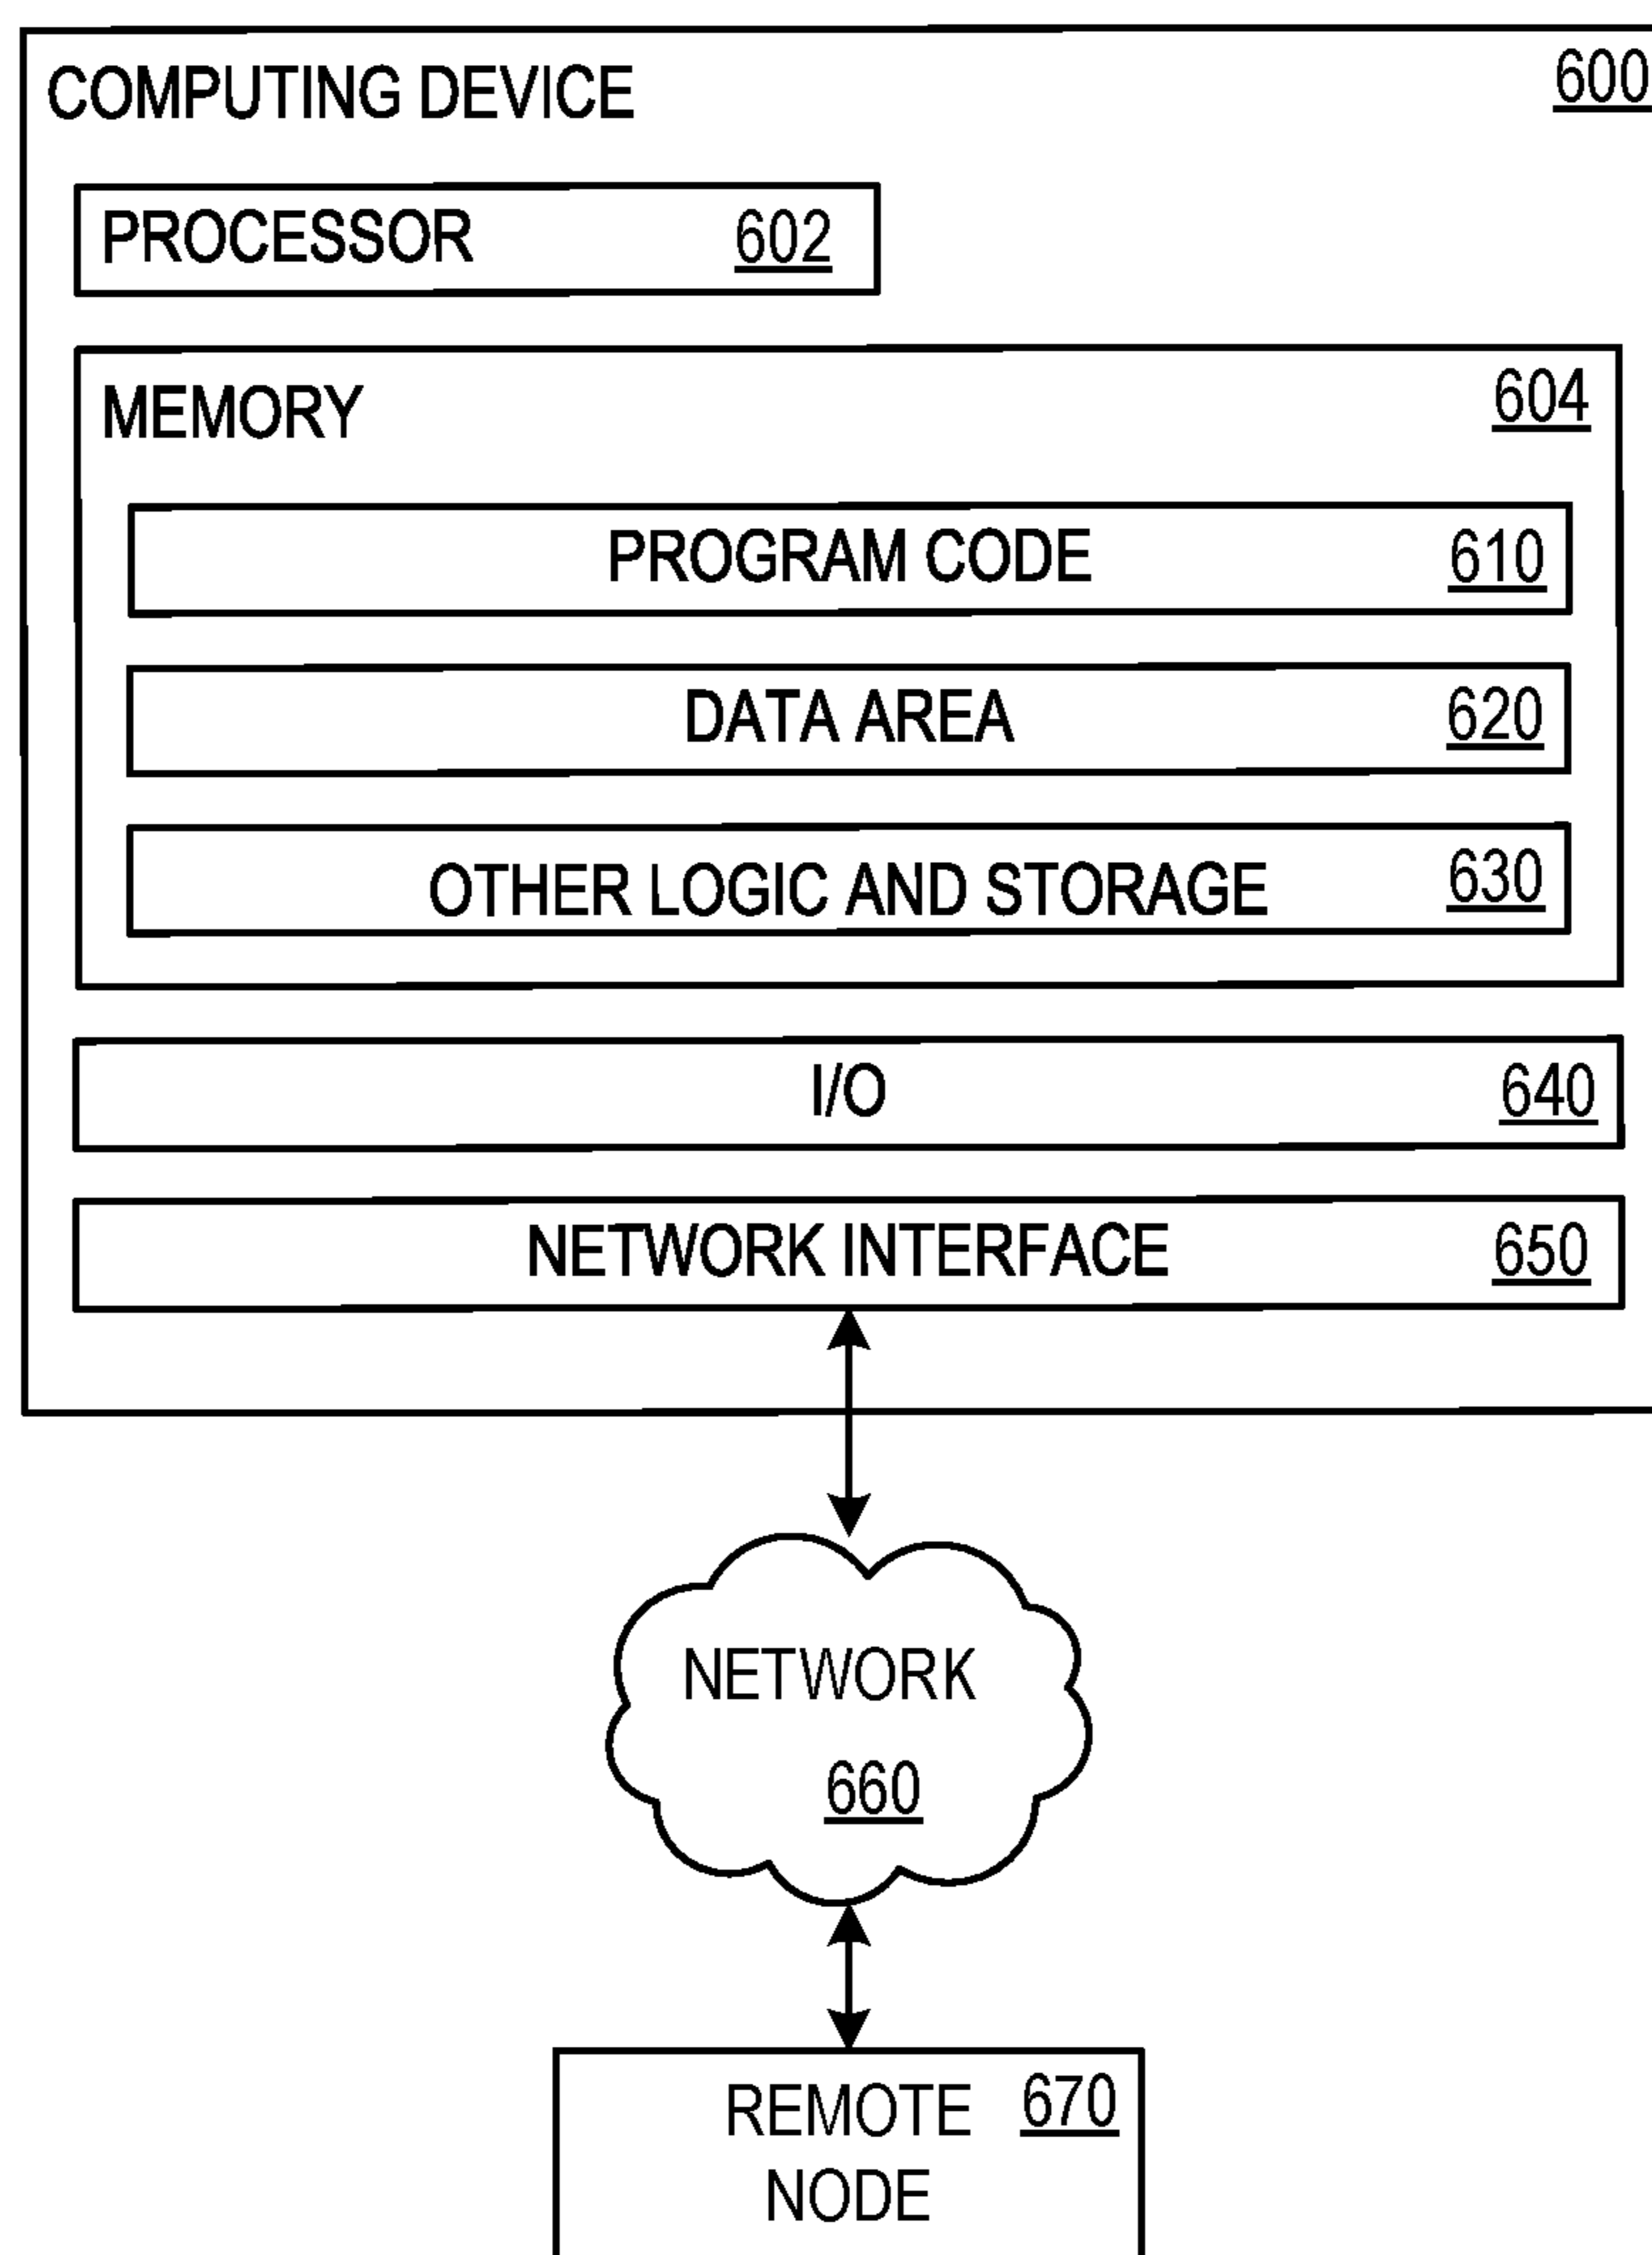 COMPUTING DEVICE 600
PROCESSOR 602
MEMORY 604
PROGRAM CODE 610
DATA AREA 620
OTHER LOGIC AND STORAGE 630
I/O 640
NETWORK INTERFACE 650
NETWORK
660
REMOTE 670
NODE